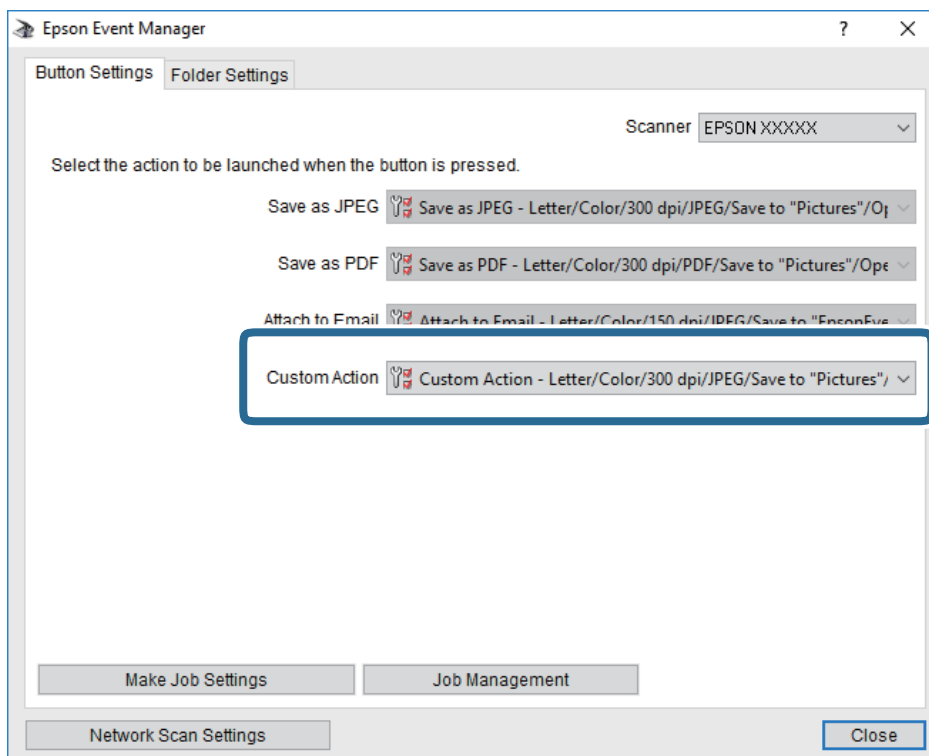 Epson Event Manager
?
Button Settings Folder Settings
Scanner EPSON XXXXX
Select the action to be launched when the button is pressed.
Save as JPEG Save as JPEG - Letter/Color/300 dpi/JPEG/Save to "Pictures"/Op
Save as PDF Save as PDF - Letter/Color/300 dpi/PDF/Save to "Pictures"/Ope
Attach to Email Attach to Email - Letter/Color/150 dpi/JPEG/Save to "EpsonEve
Custom Action Custom Action - Letter/Color/300 dpi/JPEG/Save to "Pictures"/
Make Job Settings Job Management
Network Scan Settings Close